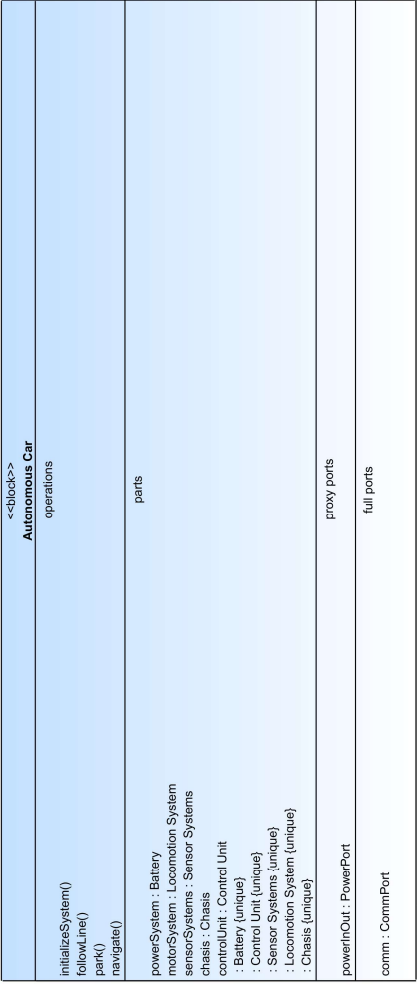 <<block>>
Autonomous Car
operations
initializeSystem()
followLine()
park()
navigate()
parts
powerSystem : Battery
motorSystem : Locomotion System
sensorSystems : Sensor Systems
chasis : Chasis
controlUnit : Control Unit
: Battery {unique}
: Control Unit {unique}
: Sensor Systems {unique}
: Locomotion System {unique}
: Chasis {unique}
proxy ports
powerInOut : PowerPort
full ports
comm : CommPort